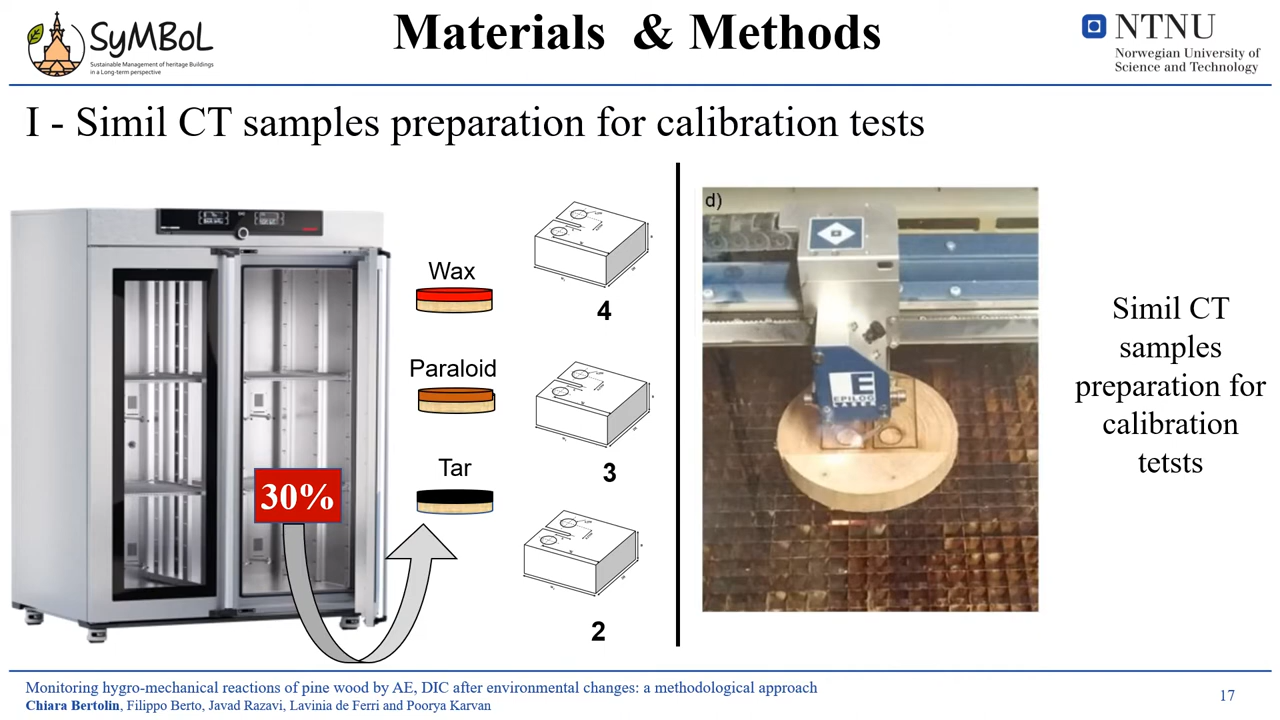 SyMBoL
Sustainable Management of heritage Buildings
in a Long-term perspective
Materials & Methods
NTNU
Norwegian University of
Science and Technology
I - Simil CT samples preparation for calibration tests
Wax
4
Paraloid
3
Tar
2
30%
d)
E
EPILOG
LASER
Simil CT
samples
preparation for
calibration
tetsts
Monitoring hygro-mechanical reactions of pine wood by AE, DIC after environmental changes: a methodological approach
Chiara Bertolin, Filippo Berto, Javad Razavi, Lavinia de Ferri and Poorya Karvan
17